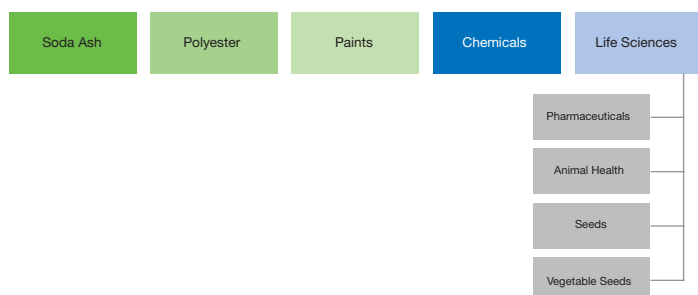 Soda Ash
Polyester
Paints
Chemicals
Life Sciences
Pharmaceuticals
Animal Health
Seeds
Vegetable Seeds